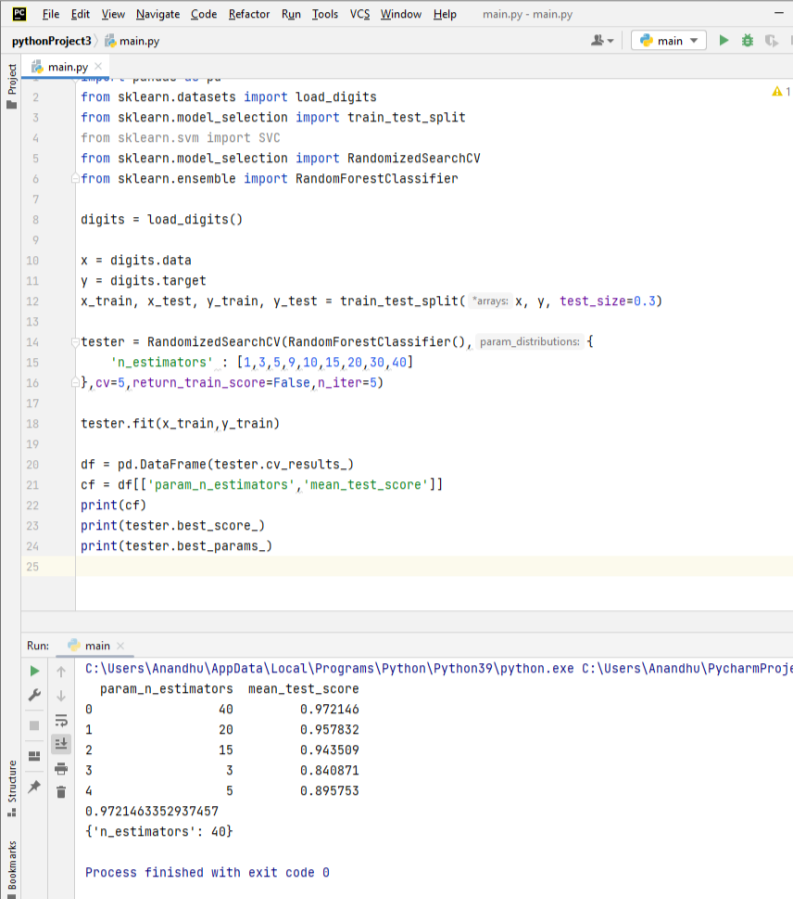 PC File Edit View Navigate Code Refactor Run Tools VCS Window Help main.py - main.py
pythonProject3 main.py main
Project
main.py
1 import pandas as pd
2 from sklearn.datasets import load_digits 1
3 from sklearn.model_selection import train_test_split
4 from sklearn.svm import SVC
5 from sklearn.model_selection import RandomizedSearchCV
6 from sklearn.ensemble import RandomForestClassifier
7
8 digits = load_digits()
9
10 x = digits.data
11 y = digits.target
12 x_train, x_test, y_train, y_test = train_test_split( *arrays: x, y, test_size=0.3)
13
14 tester = RandomizedSearchCV(RandomForestClassifier(), param_distributions: {
15 'n_estimators' : [1,3,5,9,10,15,20,30,40]
16 },cv=5,return_train_score=False,n_iter=5)
17
18 tester.fit(x_train,y_train)
19
20 df = pd.DataFrame(tester.cv_results_)
21 cf = df[['param_n_estimators','mean_test_score']]
22 print(cf)
23 print(tester.best_score_)
24 print(tester.best_params_)
25
Run: main
C:\Users\Anandhu\AppData\Local\Programs\Python\Python39\python.exe C:\Users\Anandhu\PycharmProje
param_n_estimators mean_test_score
0 40 0.972146
1 20 0.957832
2 15 0.943509
3 3 0.840871
4 5 0.895753
0.9721463352937457
{'n_estimators': 40}
Process finished with exit code 0
Structure
Bookmarks